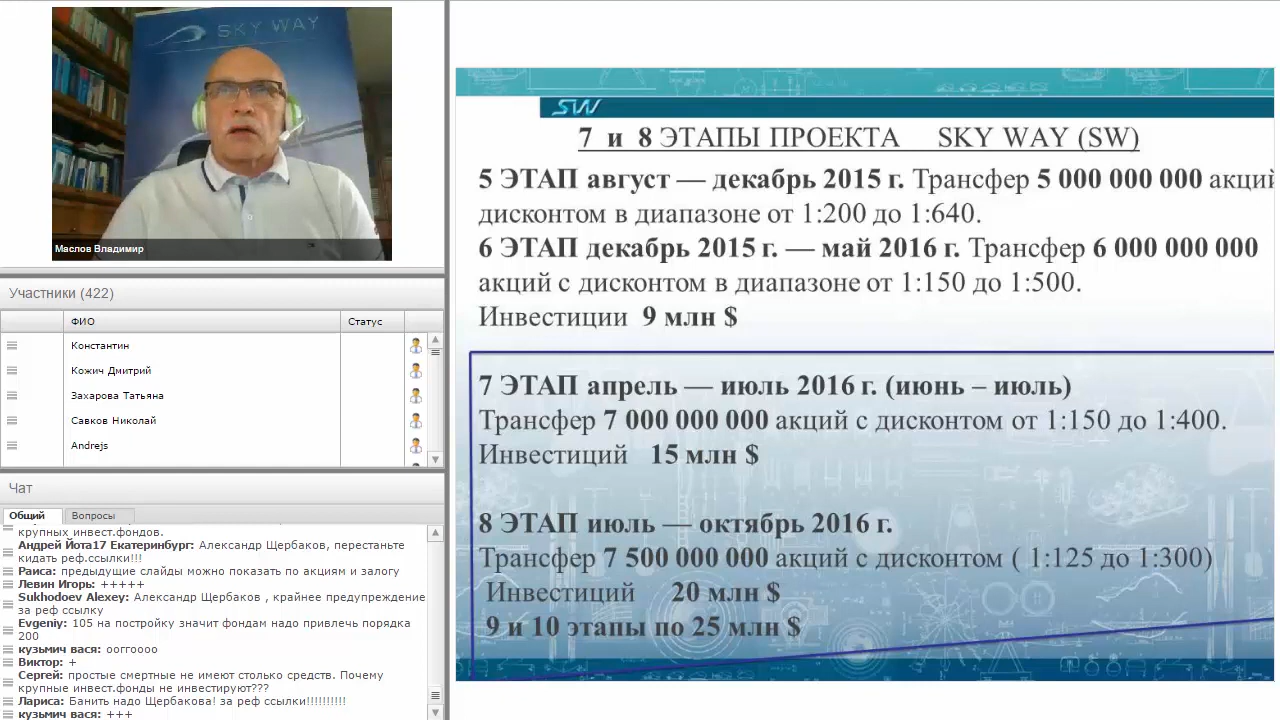 SKY WAY
Маслов Владимир
Участники (422)
ФИО Статус
Константин
Кожич Дмитрий
Захарова Татьяна
Савков Николай
Andrejs
Чат
Общий Вопросы
крупных инвест.фондов.
Андрей Йота17 Екатеринбург: Александр Щербаков, перестаньте
кидать реф.ссылки!!!
Раиса: предыдущие слайды можно показать по акциям и залогу
Левин Игорь: +++++
Sukhodoev Alexey: Александр Щербаков , крайнее предупреждение
за реф ссылку
Evgeniy: 105 на постройку значит фондам надо привлечь порядка
200
кузьмич вася: ооггоооо
Виктор: +
Сергей: простые смертные не имеют столько средств. Почему
крупные инвест.фонды не инвестируют???
Лариса: Банить надо Щербакова! за реф ссылки!!!!!!!!!!
кузьмич вася: +++
SW
7 и 8 ЭТАПЫ ПРОЕКТА SKY WAY (SW)
5 ЭТАП август — декабрь 2015 г. Трансфер 5 000 000 000 акций
дисконтом в диапазоне от 1:200 до 1:640.
6 ЭТАП декабрь 2015 г. — май 2016 г. Трансфер 6 000 000 000
акций с дисконтом в диапазоне от 1:150 до 1:500.
Инвестиции 9 млн $
7 ЭТАП апрель — июль 2016 г. (июнь – июль)
Трансфер 7 000 000 000 акций с дисконтом от 1:150 до 1:400.
Инвестиций 15 млн $
8 ЭТАП июль — октябрь 2016 г.
Трансфер 7 500 000 000 акций с дисконтом ( 1:125 до 1:300)
Инвестиций 20 млн $
9 и 10 этапы по 25 млн $